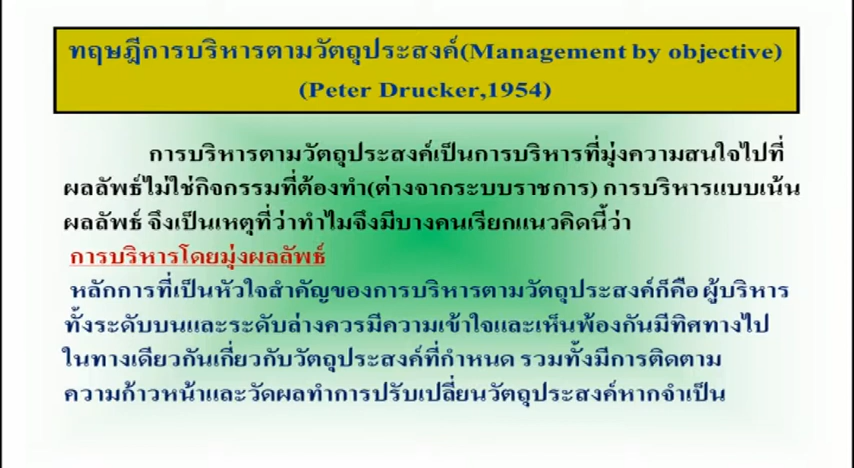 ทฤษฎีการบริหารตามวัตถุประสงค์(Management by objective)
(Peter Drucker,1954)
การบริหารตามวัตถุประสงค์เป็นการบริหารที่มุ่งความสนใจไปที่
ผลลัพธ์ไม่ใช่กิจกรรมที่ต้องทำ(ต่างจากระบบราชการ) การบริหารแบบเน้น
ผลลัพธ์ จึงเป็นเหตุที่ว่าทำไมจึงมีบางคนเรียกแนวคิดนี้ว่า
การบริหารโดยมุ่งผลลัพธ์
หลักการที่เป็นหัวใจสำคัญของการบริหารตามวัตถุประสงค์ก็คือ ผู้บริหาร
ทั้งระดับบนและระดับล่างควรมีความเข้าใจและเห็นพ้องกันมีทิศทางไป
ในทางเดียวกันเกี่ยวกับวัตถุประสงค์ที่กำหนด รวมทั้งมีการติดตาม
ความก้าวหน้าและวัดผลทำการปรับเปลี่ยนวัตถุประสงค์หากจำเป็น